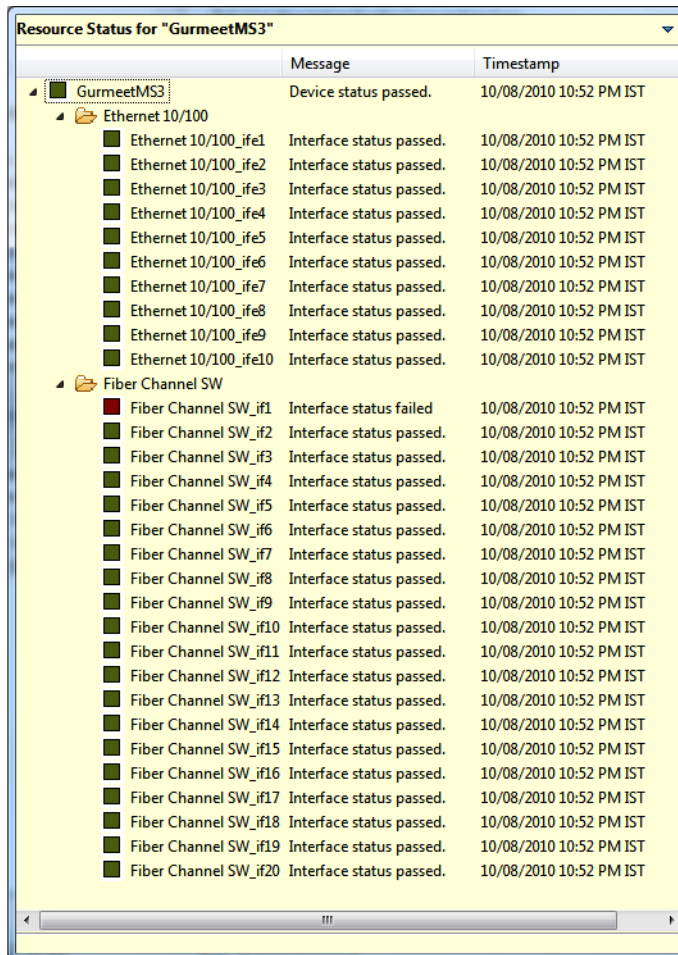 Resource Status for "GurmeetMS3"
Message Timestamp
GurmeetMS3 Device status passed. 10/08/2010 10:52 PM IST
Ethernet 10/100
Ethernet 10/100_ife1 Interface status passed. 10/08/2010 10:52 PM IST
Ethernet 10/100_ife2 Interface status passed. 10/08/2010 10:52 PM IST
Ethernet 10/100_ife3 Interface status passed. 10/08/2010 10:52 PM IST
Ethernet 10/100_ife4 Interface status passed. 10/08/2010 10:52 PM IST
Ethernet 10/100_ife5 Interface status passed. 10/08/2010 10:52 PM IST
Ethernet 10/100_ife6 Interface status passed. 10/08/2010 10:52 PM IST
Ethernet 10/100_ife7 Interface status passed. 10/08/2010 10:52 PM IST
Ethernet 10/100_ife8 Interface status passed. 10/08/2010 10:52 PM IST
Ethernet 10/100_ife9 Interface status passed. 10/08/2010 10:52 PM IST
Ethernet 10/100_ife10 Interface status passed. 10/08/2010 10:52 PM IST
Fiber Channel SW
Fiber Channel SW_if1 Interface status failed 10/08/2010 10:52 PM IST
Fiber Channel SW_if2 Interface status passed. 10/08/2010 10:52 PM IST
Fiber Channel SW_if3 Interface status passed. 10/08/2010 10:52 PM IST
Fiber Channel SW_if4 Interface status passed. 10/08/2010 10:52 PM IST
Fiber Channel SW_if5 Interface status passed. 10/08/2010 10:52 PM IST
Fiber Channel SW_if6 Interface status passed. 10/08/2010 10:52 PM IST
Fiber Channel SW_if7 Interface status passed. 10/08/2010 10:52 PM IST
Fiber Channel SW_if8 Interface status passed. 10/08/2010 10:52 PM IST
Fiber Channel SW_if9 Interface status passed. 10/08/2010 10:52 PM IST
Fiber Channel SW_if10 Interface status passed. 10/08/2010 10:52 PM IST
Fiber Channel SW_if11 Interface status passed. 10/08/2010 10:52 PM IST
Fiber Channel SW_if12 Interface status passed. 10/08/2010 10:52 PM IST
Fiber Channel SW_if13 Interface status passed. 10/08/2010 10:52 PM IST
Fiber Channel SW_if14 Interface status passed. 10/08/2010 10:52 PM IST
Fiber Channel SW_if15 Interface status passed. 10/08/2010 10:52 PM IST
Fiber Channel SW_if16 Interface status passed. 10/08/2010 10:52 PM IST
Fiber Channel SW_if17 Interface status passed. 10/08/2010 10:52 PM IST
Fiber Channel SW_if18 Interface status passed. 10/08/2010 10:52 PM IST
Fiber Channel SW_if19 Interface status passed. 10/08/2010 10:52 PM IST
Fiber Channel SW_if20 Interface status passed. 10/08/2010 10:52 PM IST